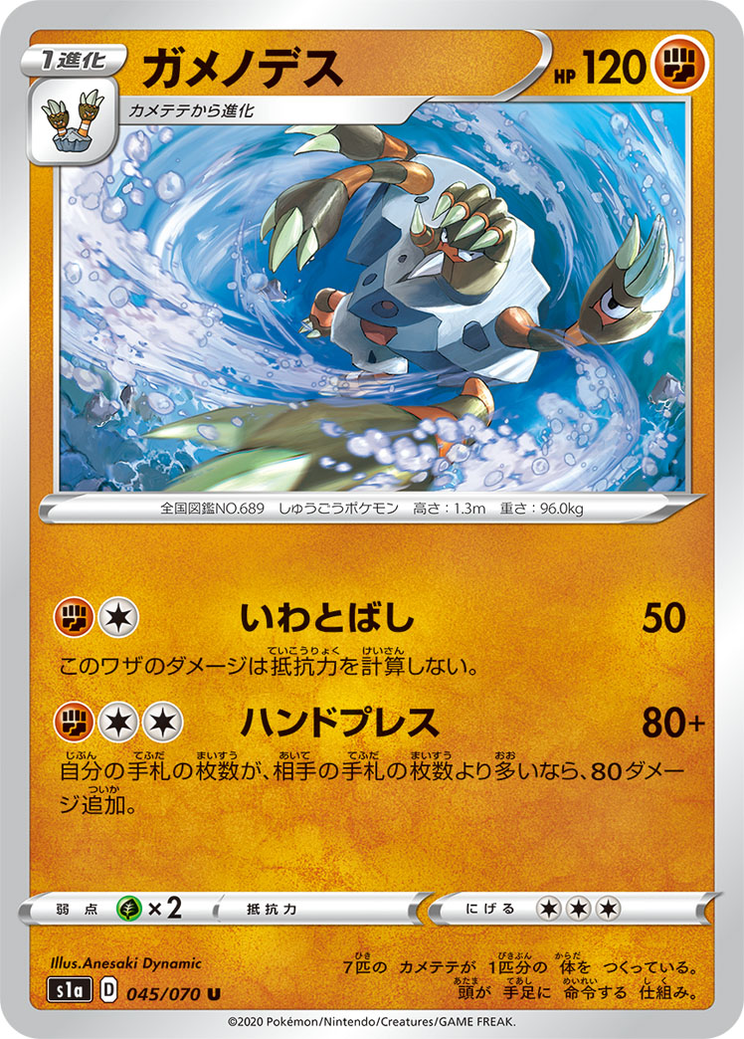 1進化
ガメノデス
HP 120
カメテテから進化
全国図鑑NO.689 しゅうごうポケモン 高さ:1.3m 重さ:96.0kg
いわとばし 50
このワザのダメージは抵抗力を計算しない。
ハンドプレス 80+
自分の手札の枚数が、相手の手札の枚数より多いなら、80ダメー
ジ追加。
弱点 ×2 抵抗力 にげる
Illus.Anesaki Dynamic
7匹の カメテテが 1匹分の 体を つくっている。
頭が 手足に 命令する 仕組み。
s1a D 045/070 U
©2020 Pokémon/Nintendo/Creatures/GAME FREAK.